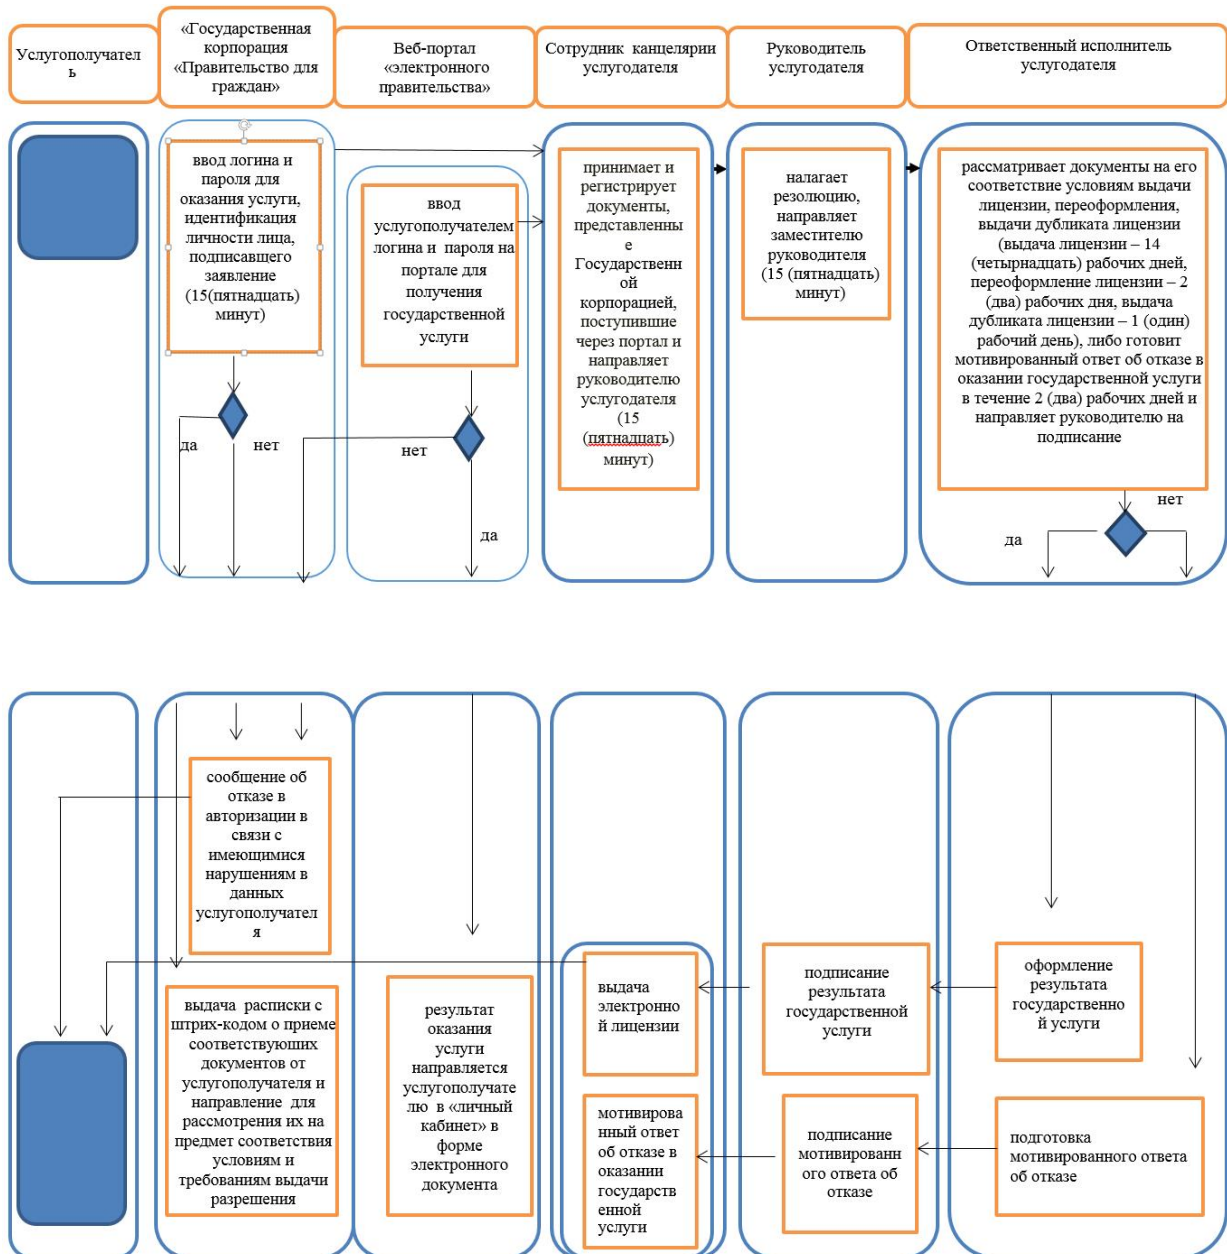 Услугополучател
ь
«Государственная
корпорация
«Правительство для
граждан»
Веб-портал
«электронного
правительства»
Сотрудник канцелярии
услугодателя
Руководитель
услугодателя
Ответственный исполнитель
услугодателя
ввод логина и
пароля для
оказания услуги,
идентификация
личности лица,
подписавшего
заявление
(15(пятнадцать)
минут)
да
нет
ввод
услугополучателем
логина и пароля на
портале для
получения
государственной
услуги
нет
да
принимает и
регистрирует
документы,
представленны
е
Государственн
ой
корпорацией,
поступившие
через портал и
направляет
руководителю
услугодателя
(15
(пятнадцать)
минут)
налагает
резолюцию,
направляет
заместителю
руководителя
(15 (пятнадцать)
минут)
рассматривает документы на его
соответствие условиям выдачи
лицензии, переоформления,
выдачи дубликата лицензии
(выдача лицензии – 14
(четырнадцать) рабочих дней,
переоформление лицензии – 2
(два) рабочих дня, выдача
дубликата лицензии – 1 (один)
рабочий день), либо готовит
мотивированный ответ об отказе в
оказании государственной услуги
в течение 2 (два) рабочих дней и
направляет руководителю на
подписание
нет
да
сообщение об
отказе в
авторизации в
связи с
имеющимися
нарушениям в
данных
услугополучател
я
выдача расписки с
штрих-кодом о приеме
соответствуюших
документов от
услугополучателя и
направление для
рассмотрения их на
предмет соответствия
условиям и
требованиям выдачи
разрешения
результат
оказания
услуги
направляется
услугополучате
лю в «личный
кабинет» в
форме
электронного
документа
выдача
электронно
й лицензии
мотивирова
нный ответ
об отказе в
оказании
государств
енной
услуги
подписание
результата
государственной
услуги
подписание
мотивированн
ого ответа об
отказе
оформление
результата
государственно
й услуги
подготовка
мотивированного ответа
об отказе